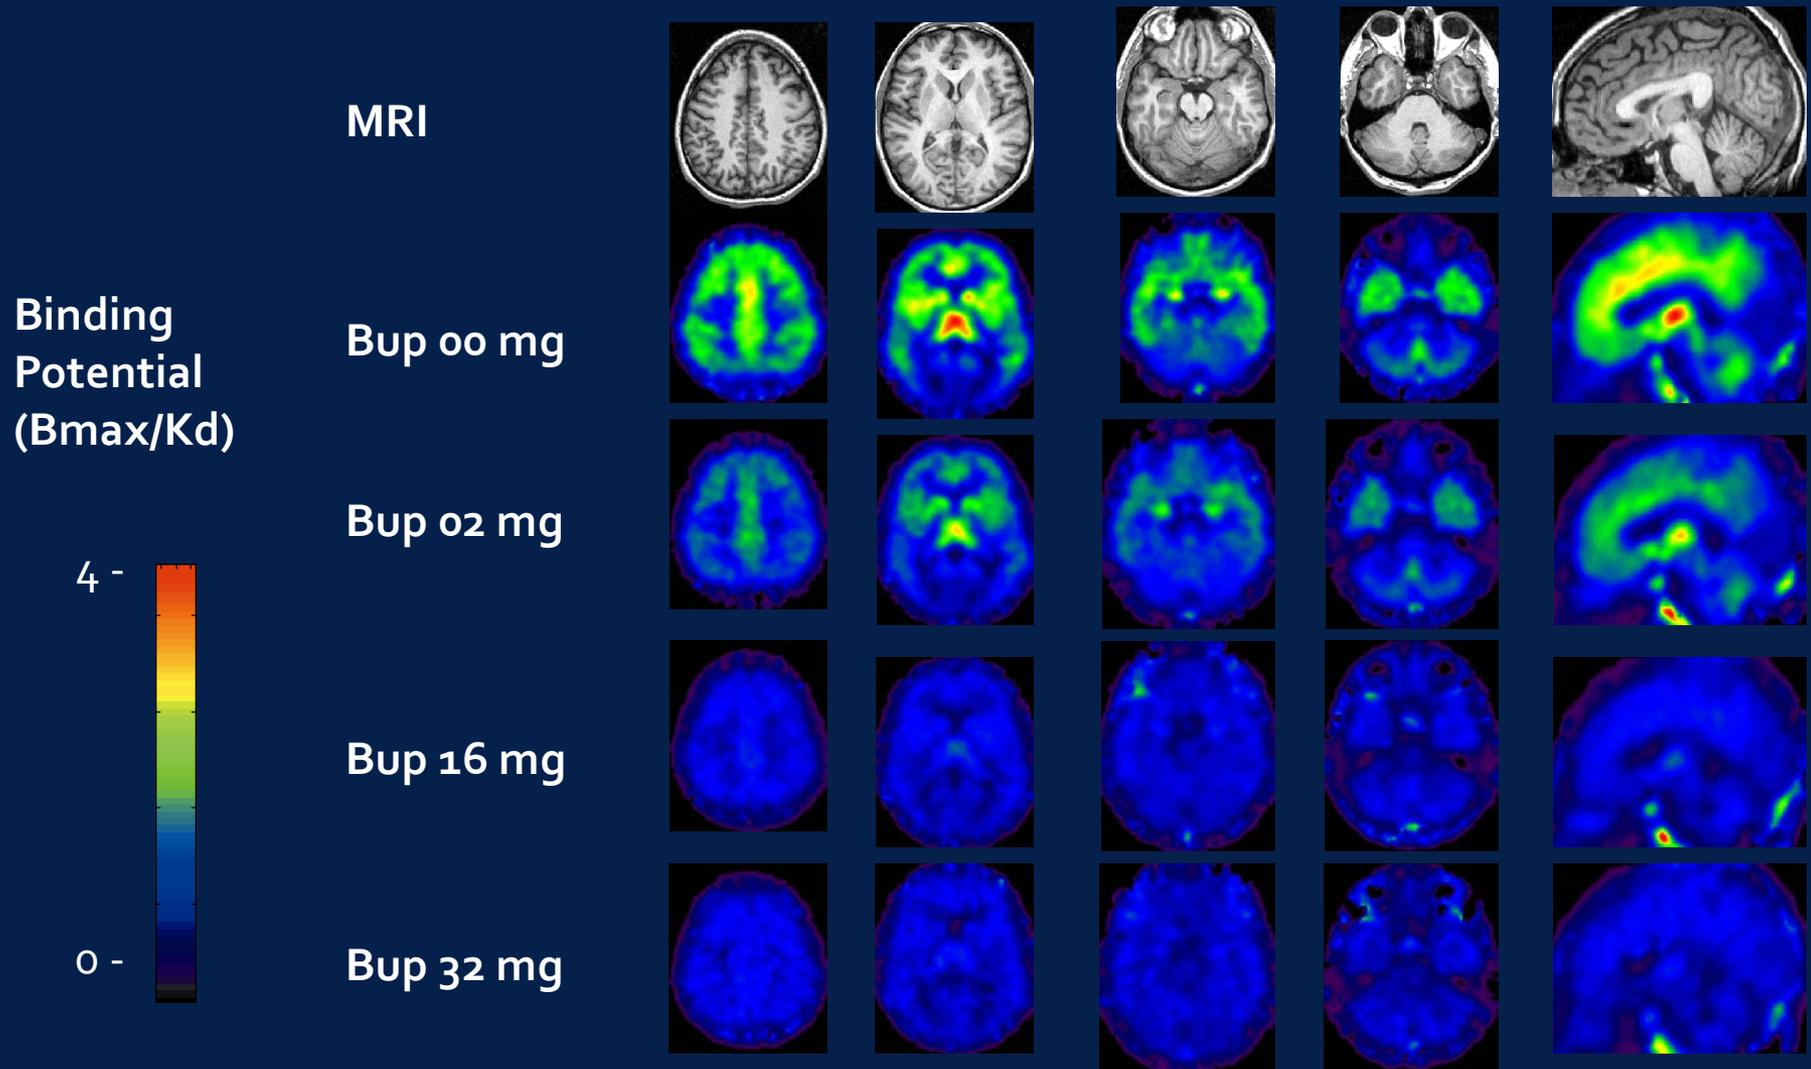 MRI
Binding
Potential
(Bmax/Kd)
Bup 00 mg
Bup 02 mg
4 -
Bup 16 mg
0 -
Bup 32 mg